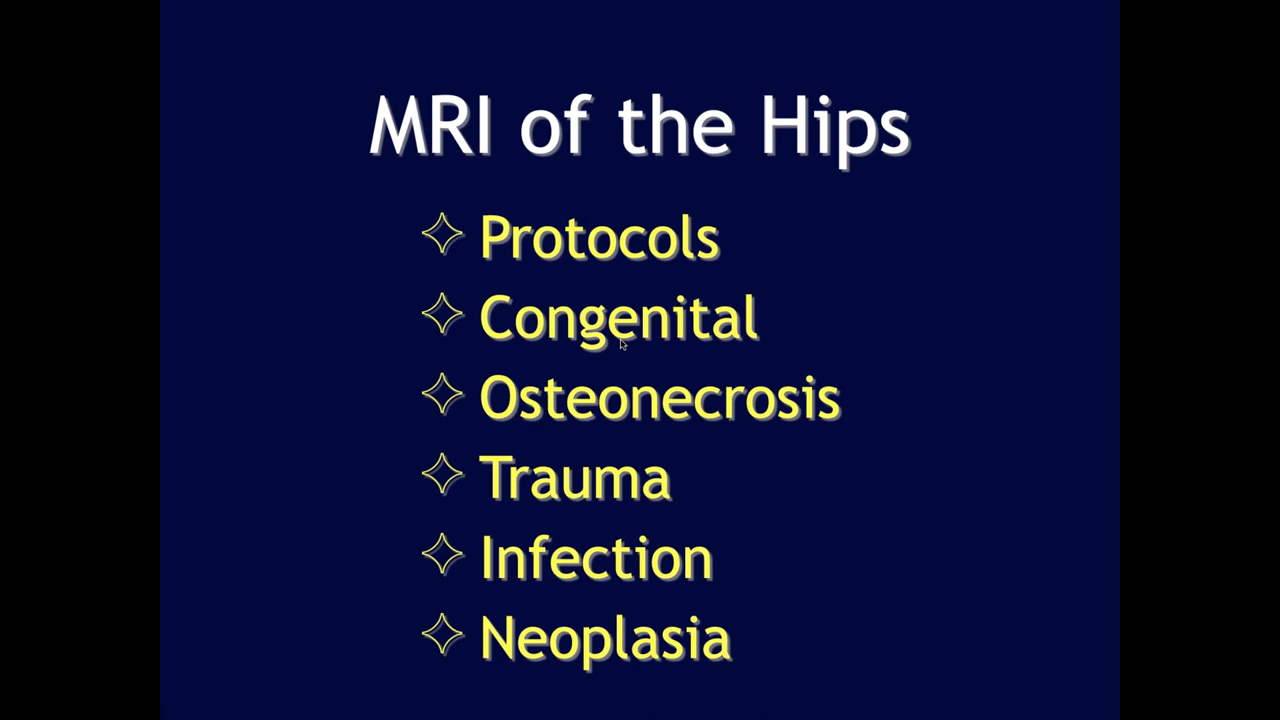 MRI of the Hips
✧ Protocols
✧ Congenital
✧ Osteonecrosis
✧ Trauma
✧ Infection
✧ Neoplasia